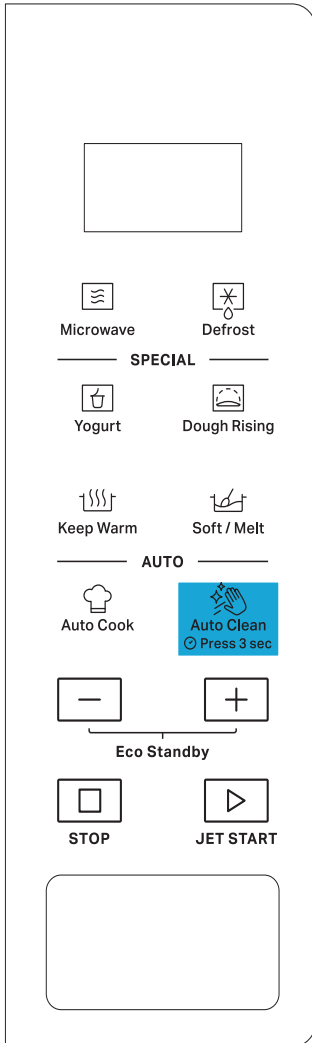 Microwave Defrost
SPECIAL
Yogurt Dough Rising
Keep Warm Soft / Melt
AUTO
Auto Cook Auto Clean
Press 3 sec
Eco Standby
STOP JET START